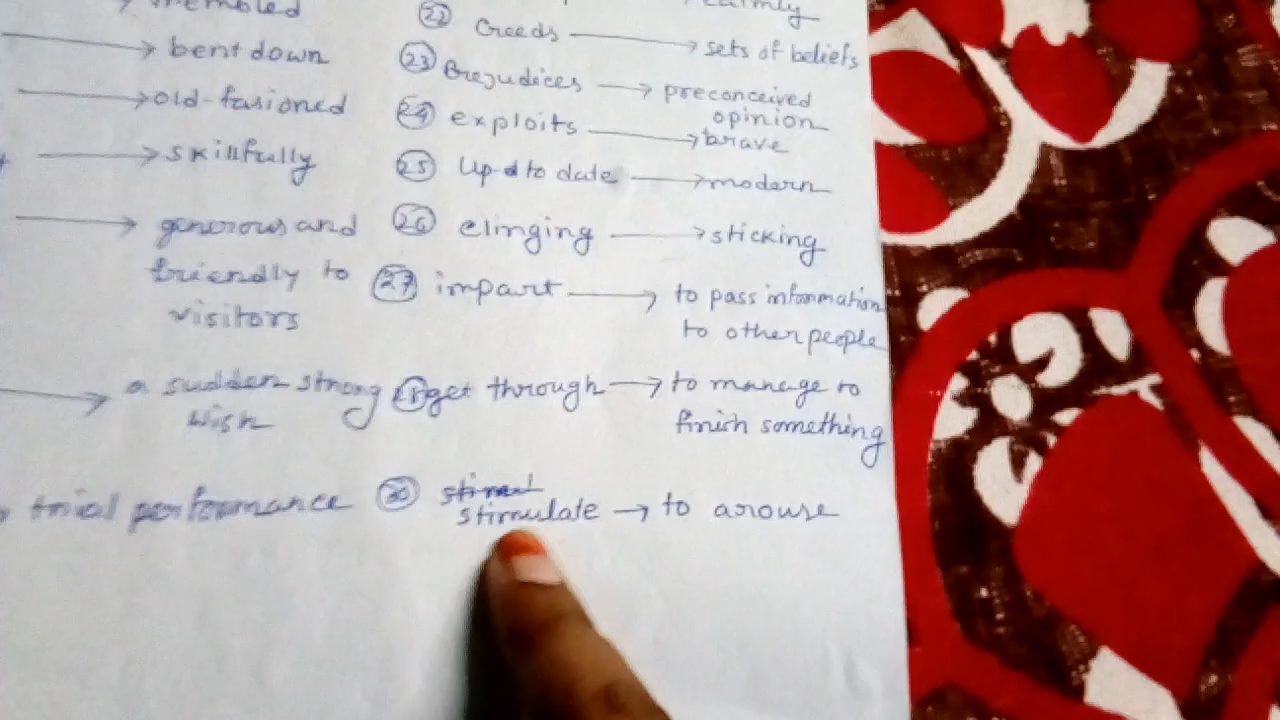 trembled
bent down
old-fasioned
skillfully
generous and
friendly to
visitors
a sudden strong
wish
trial performance
calmly
22 Creeds → sets of beliefs
23 Prejudices → preconceived
opinion
24 exploits → brave
25 Up to date → modern
26 clinging → sticking
27 impart → to pass information
to other people
get through → to manage to
finish something
stimul
stimulate → to arouse